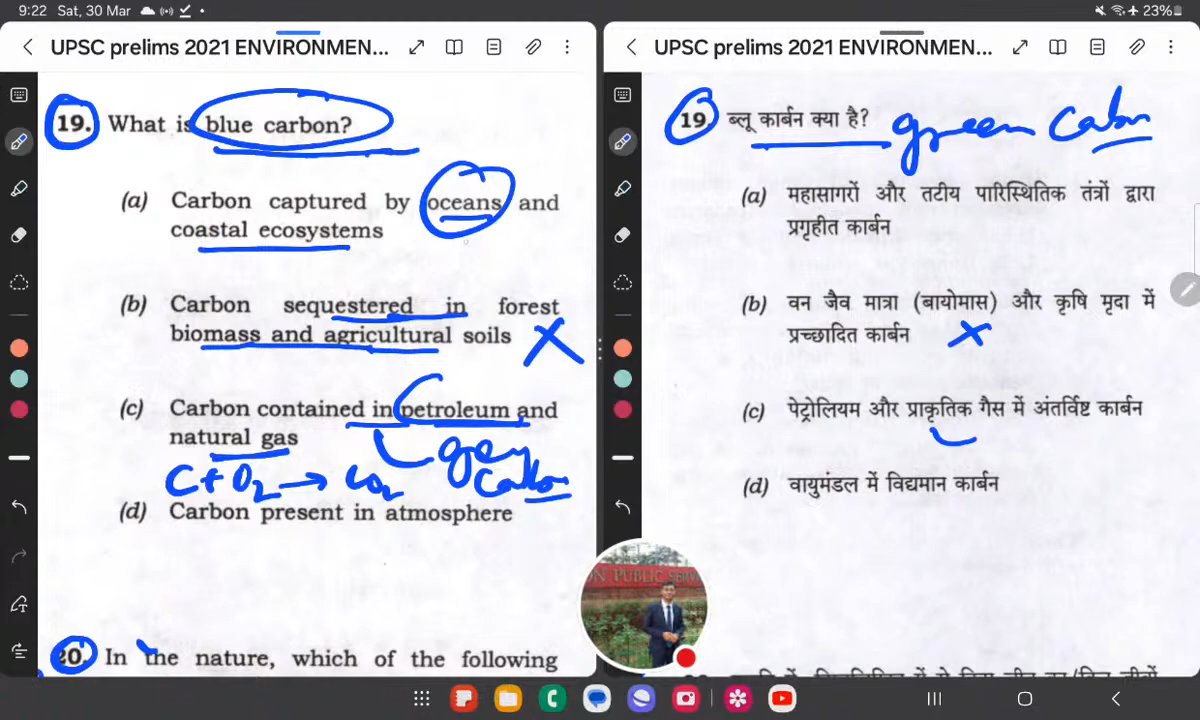 9:22 Sat, 30 Mar
23%
UPSC prelims 2021 ENVIRONMEN...
19. What is blue carbon?
(a) Carbon captured by oceans and
coastal ecosystems
(b) Carbon sequestered in forest
biomass and agricultural soils
(c) Carbon contained in petroleum and
natural gas
grey
C+O2→CO2
Carbon
(d) Carbon present in atmosphere
20. In the nature, which of the following
UPSC prelims 2021 ENVIRONMEN...
19 ब्लू कार्बन क्या है? green Carbon
(a) महासागरों और तटीय पारिस्थितिक तंत्रों द्वारा
प्रगृहीत कार्बन
(b) वन जैव मात्रा (बायोमास) और कृषि मृदा में
प्रच्छादित कार्बन
(c) पेट्रोलियम और प्राकृतिक गैस में अंतर्विष्ट कार्बन
(d) वायुमंडल में विद्यमान कार्बन
ON PUBLIC SERV